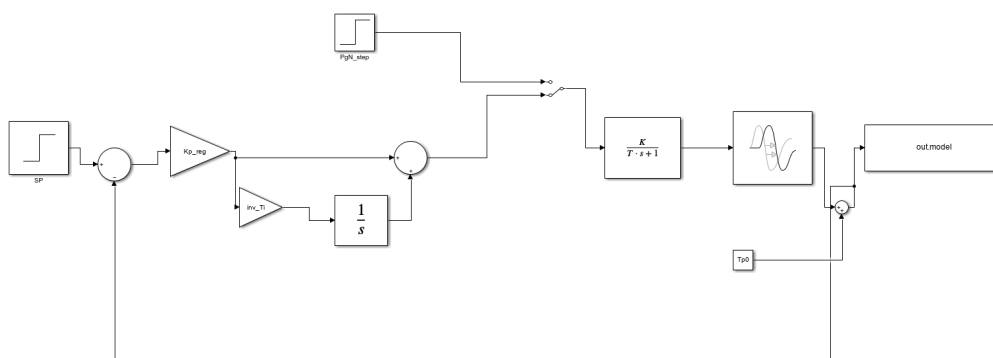 PgN_step
SP
+
−
Kp_reg
inv_Ti
1
s
+
+
K
T · s + 1
out.model
+
+
Tp0